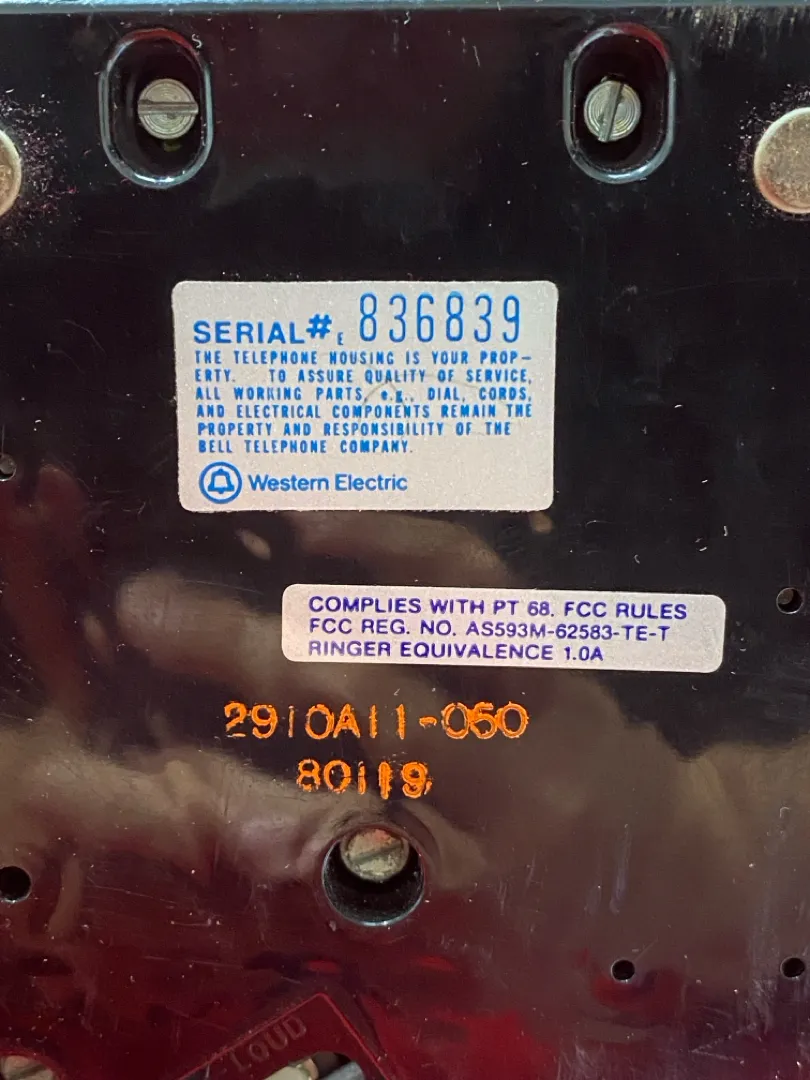 SERIAL# E 836839
THE TELEPHONE HOUSING IS YOUR PROP-
ERTY. TO ASSURE QUALITY OF SERVICE,
ALL WORKING PARTS, e.g., DIAL, CORDS,
AND ELECTRICAL COMPONENTS REMAIN THE
PROPERTY AND RESPONSIBILITY OF THE
BELL TELEPHONE COMPANY.
Western Electric
COMPLIES WITH PT 68, FCC RULES
FCC REG. NO. AS593M-62583-TE-T
RINGER EQUIVALENCE 1.0A
2910A11-050
80119
LOUD